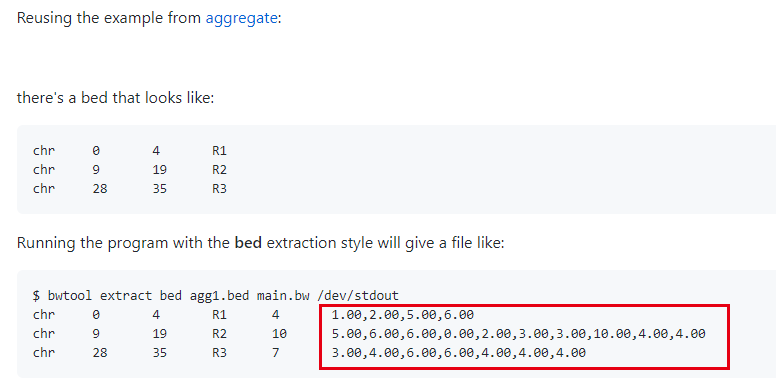 Reusing the example from aggregate:
there's a bed that looks like:
chr 0 4 R1
chr 9 19 R2
chr 28 35 R3
Running the program with the bed extraction style will give a file like:
$ bwtool extract bed agg1.bed main.bw /dev/stdout
chr 0 4 R1 4 1.00,2.00,5.00,6.00
chr 9 19 R2 10 5.00,6.00,6.00,0.00,2.00,3.00,3.00,10.00,4.00,4.00
chr 28 35 R3 7 3.00,4.00,6.00,6.00,4.00,4.00,4.00